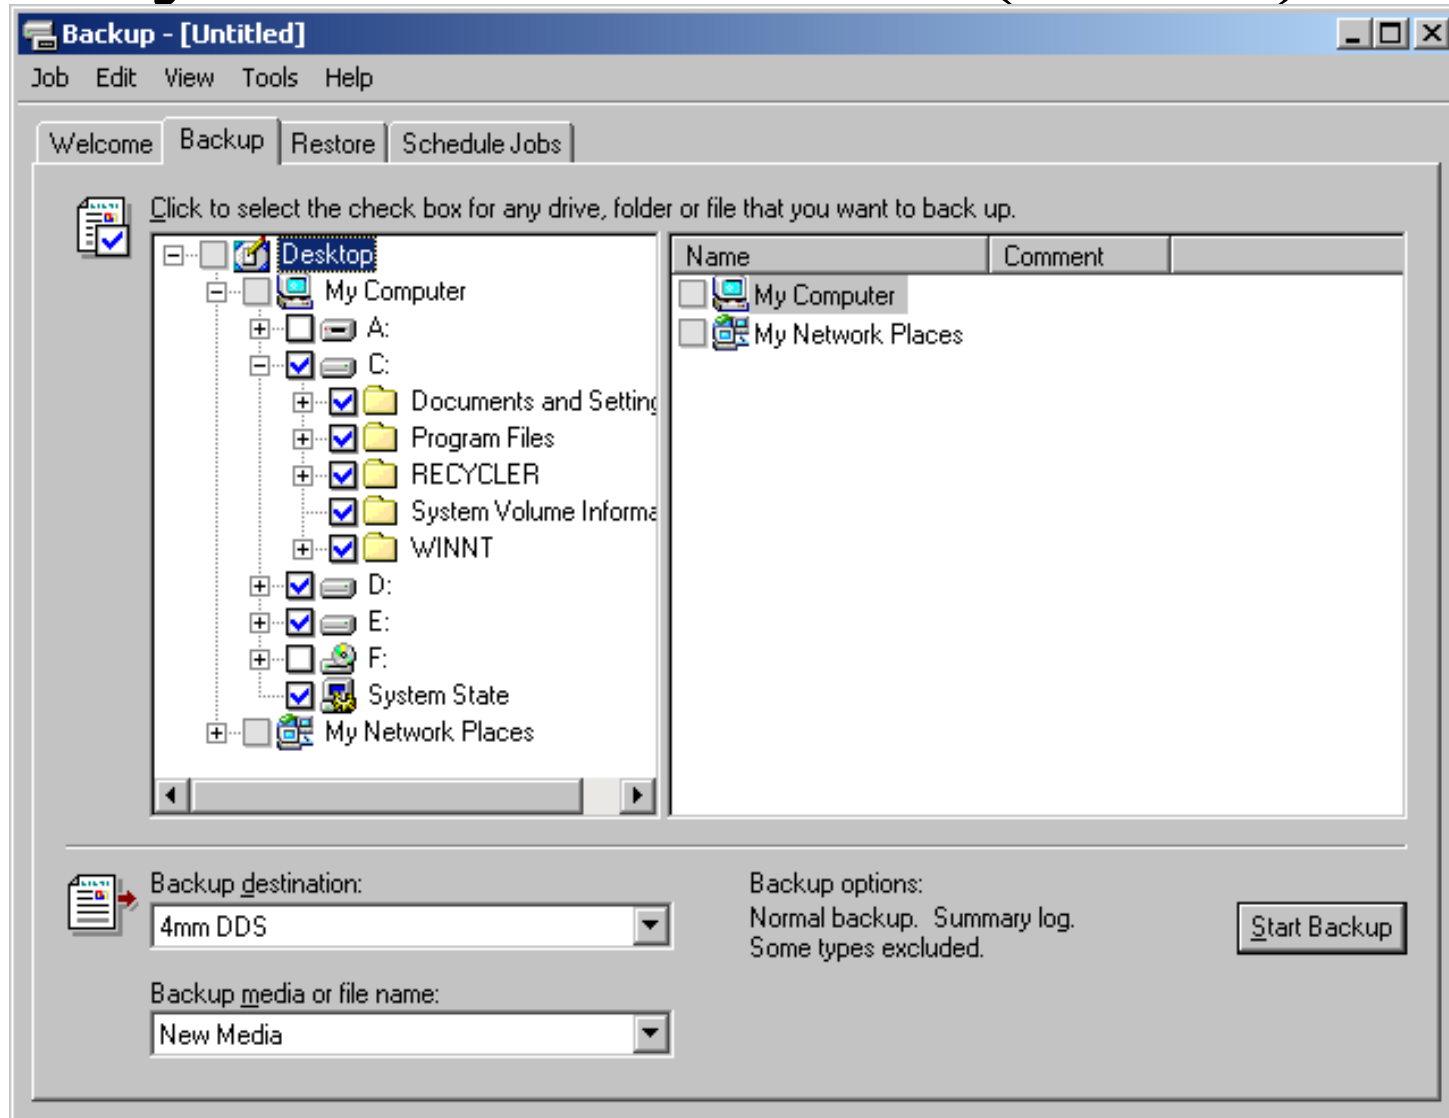 Backup - [Untitled]
Job Edit View Tools Help
Welcome Backup Restore Schedule Jobs
Click to select the check box for any drive, folder or file that you want to back up.
Desktop
My Computer
A:
C:
Documents and Setting
Program Files
RECYCLER
System Volume Informa
WINNT
D:
E:
F:
System State
My Network Places
Name Comment
My Computer
My Network Places
Backup destination:
4mm DDS
Backup media or file name:
New Media
Backup options:
Normal backup. Summary log.
Some types excluded.
Start Backup